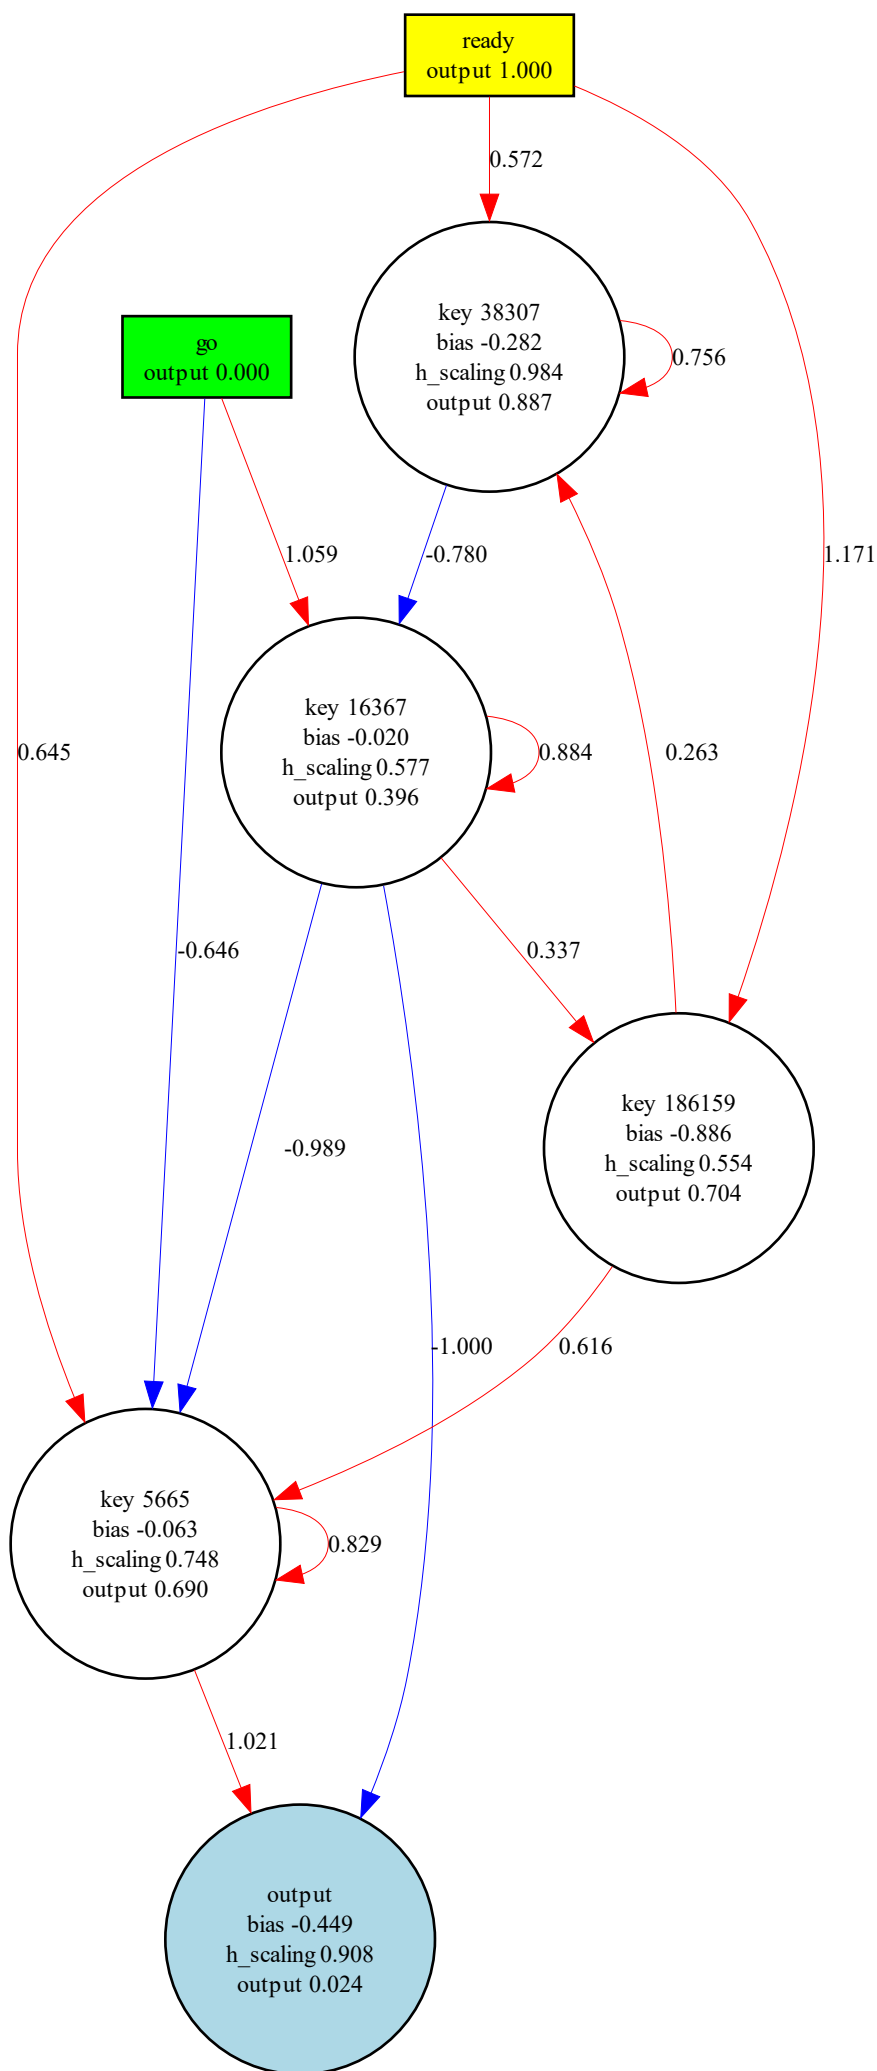 ready
output 1.000
0.572
go
output 0.000
key 38307
bias -0.282
h_scaling 0.984
output 0.887
0.756
1.059
-0.780
1.171
key 16367
bias -0.020
h_scaling 0.577
output 0.396
0.645
0.884
0.263
-0.646
0.337
key 186159
bias -0.886
h_scaling 0.554
output 0.704
-0.989
-1.000
0.616
key 5665
bias -0.063
h_scaling 0.748
output 0.690
0.829
1.021
output
bias -0.449
h_scaling 0.908
output 0.024